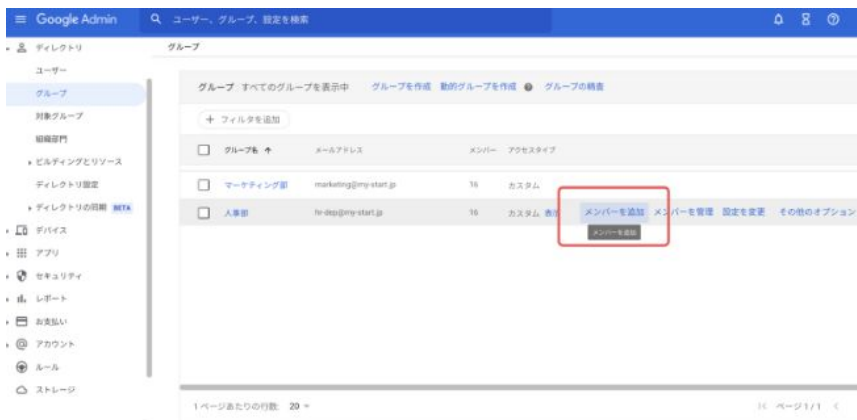 Google Admin
ユーザー、グループ、設定を検索
ディレクトリ
ユーザー
グループ
対象グループ
組織部門
ビルディングとリソース
ディレクトリ設定
ディレクトリの同期 BETA
デバイス
アプリ
セキュリティ
レポート
お支払い
アカウント
ルール
ストレージ
グループ
グループ すべてのグループを表示中 グループを作成 動的グループを作成 グループの精査
+ フィルタを追加
グループ名 メールアドレス メンバー アクセスタイプ
マーケティング部 marketing@my-start.jp 16 カスタム
人事部 hr-dep@my-start.jp 16 カスタム メンバーを追加 メンバーを管理 設定を変更 その他のオプション
メンバーを追加
1 ページあたりの行数: 20 ページ 1 / 1